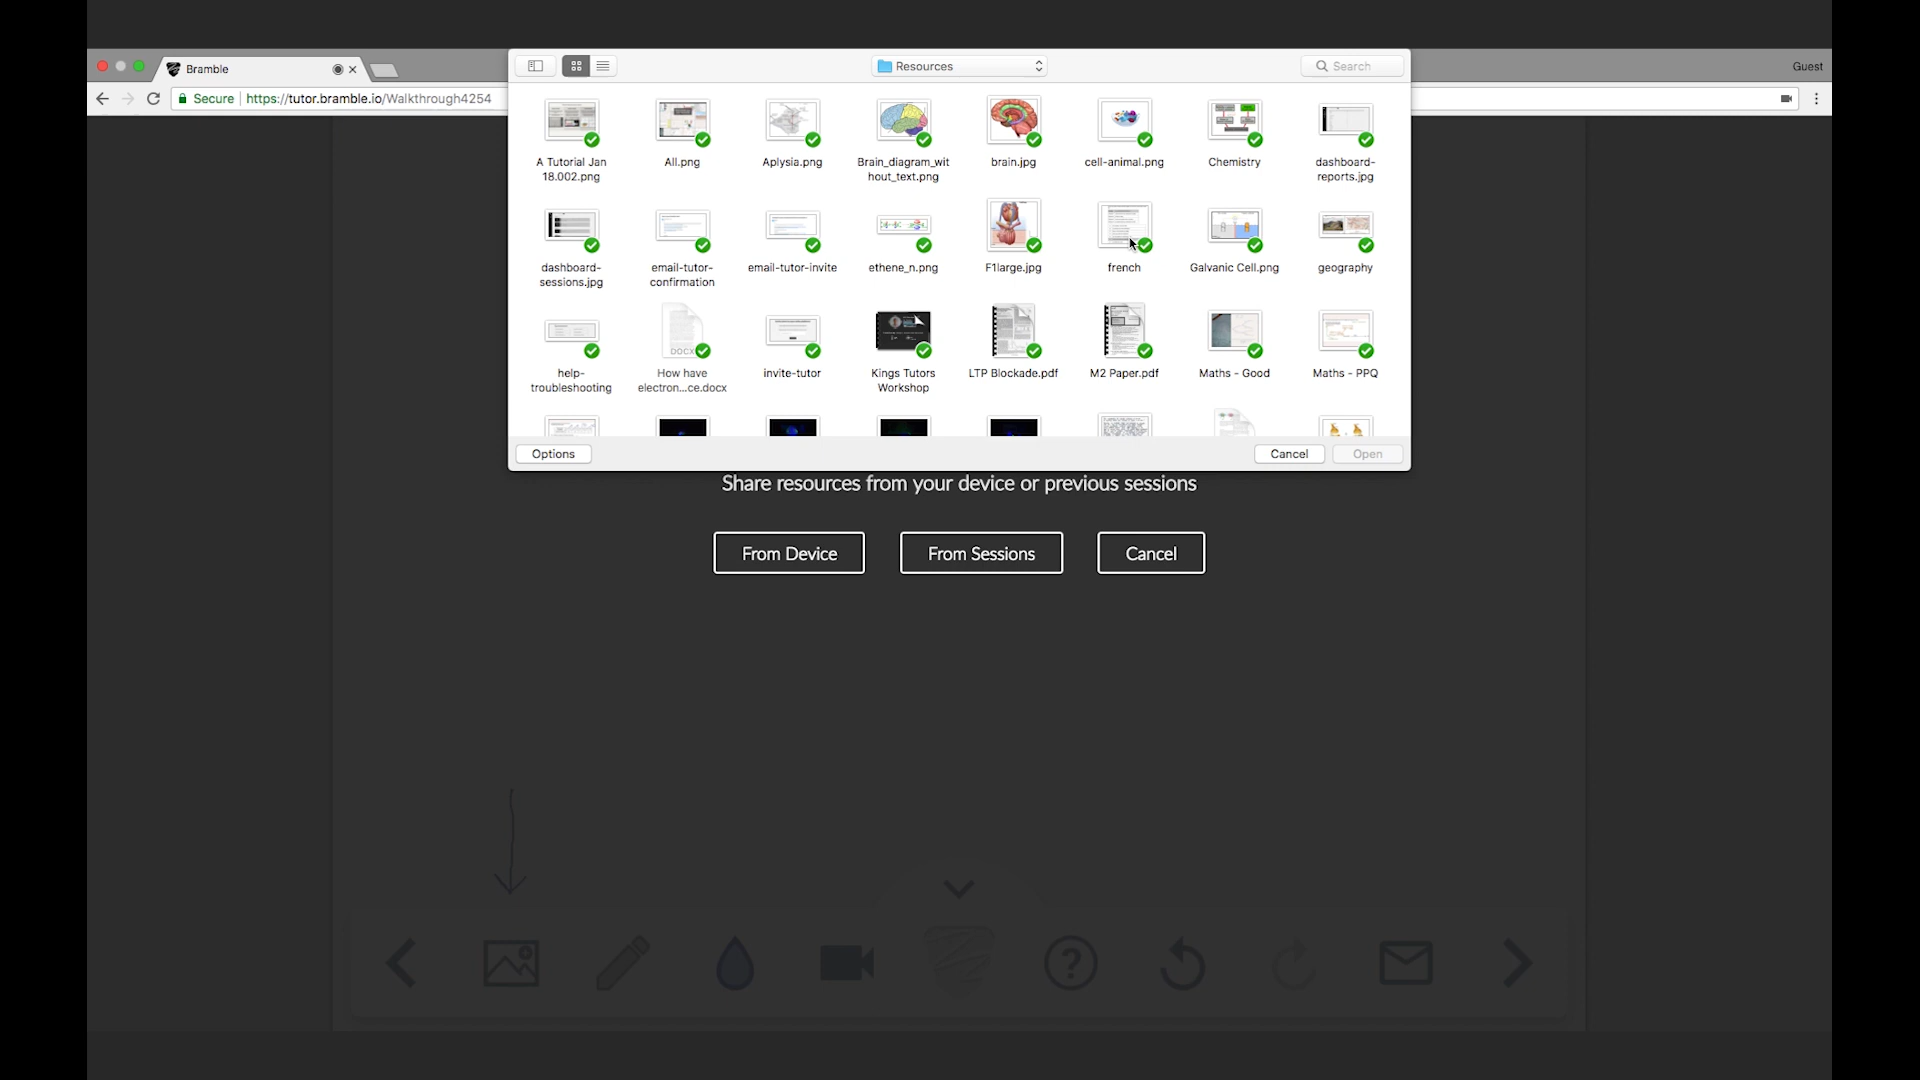 Bramble
Resources
Search
Guest
Secure
https://tutor.bramble.io/Walkthrough4254
A Tutorial Jan
18.002.png
All.png
Aplysia.png
Brain_diagram_wit
hout_text.png
brain.jpg
cell-animal.png
Chemistry
dashboard-
reports.jpg
dashboard-
sessions.jpg
email-tutor-
confirmation
email-tutor-invite
ethene_n.png
F1large.jpg
french
Galvanic Cell.png
geography
help-
troubleshooting
DOCX
How have
electron...ce.docx
invite-tutor
Kings Tutors
Workshop
LTP Blockade.pdf
M2 Paper.pdf
Maths - Good
Maths - PPQ
Options
Cancel
Open
Share resources from your device or previous sessions
From Device
From Sessions
Cancel